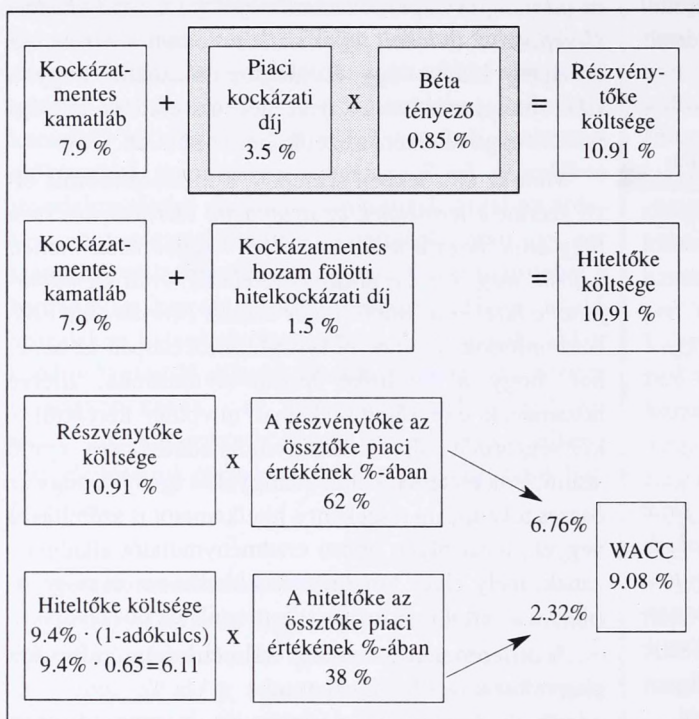 Kockázat-
mentes
kamatláb
7.9 %
+
Piaci
kockázati
díj
3.5 %
x
Béta
tényező
0.85 %
=
Részvény-
tőke
költsége
10.91 %
Kockázat-
mentes
kamatláb
7.9 %
+
Kockázatmentes
hozam fölötti
hitelkockázati díj
1.5 %
=
Hiteltőke
költsége
10.91 %
Részvénytőke
költsége
10.91 %
x
A részvénytőke az
össztőke piaci
értékének %-ában
62 %
6.76%
WACC
9.08 %
Hiteltőke költsége
9.4% · (1-adókulcs)
9.4% · 0.65=6.11
x
A hiteltőke az
össztőke piaci
értékének %-ában
38 %
2.32%